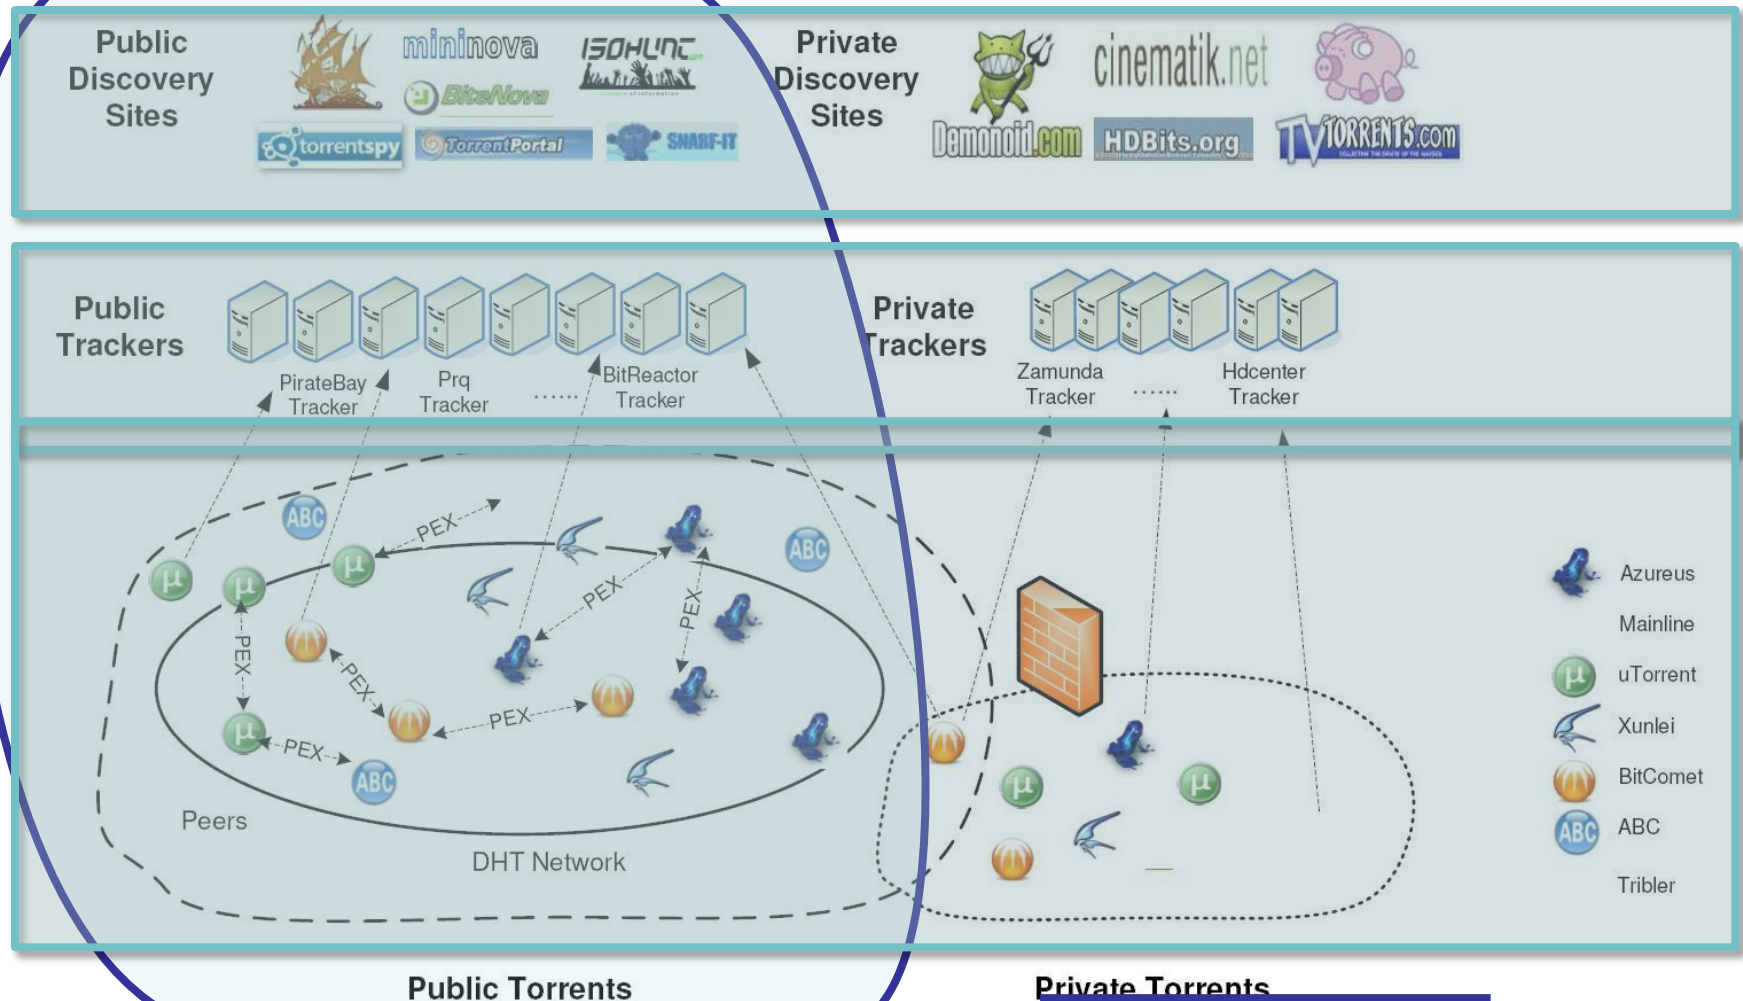 Public
Discovery
Sites
mininova
ISOHUNT
BiteNova
torrentspy
TorrentPortal
SNARF-IT
Private
Discovery
Sites
cinematik.net
Demonoid.com
HDBits.org
TVTORRENTS.com
Public
Trackers
PirateBay
Tracker
Prq
Tracker
......
BitReactor
Tracker
Private
Trackers
Zamunda
Tracker
......
Hdcenter
Tracker
ABC
PEX
µ
µ
µ
PEX
PEX
ABC
PEX
PEX
PEX
µ
PEX
ABC
Peers
DHT Network
µ
µ
Azureus
Mainline
µ uTorrent
Xunlei
BitComet
ABC ABC
Tribler
Public Torrents
Private Torrents